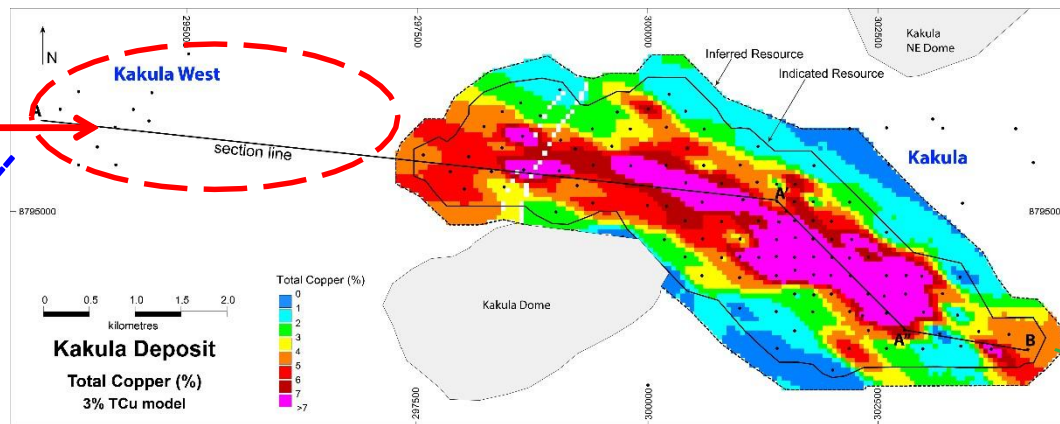 295000
297500
300000
302500
N
Kakula
NE Dome
Inferred Resource
Kakula West
Indicated Resource
A
section line
Kakula
A'
8795000
879500
Total Copper (%)
0
1
2
3
4
5
6
7
>7
Kakula Dome
0 0.5 1.0 1.5 2.0
kilometres
Kakula Deposit
Total Copper (%)
3% TCu model
A"
B
297500
300000
302500